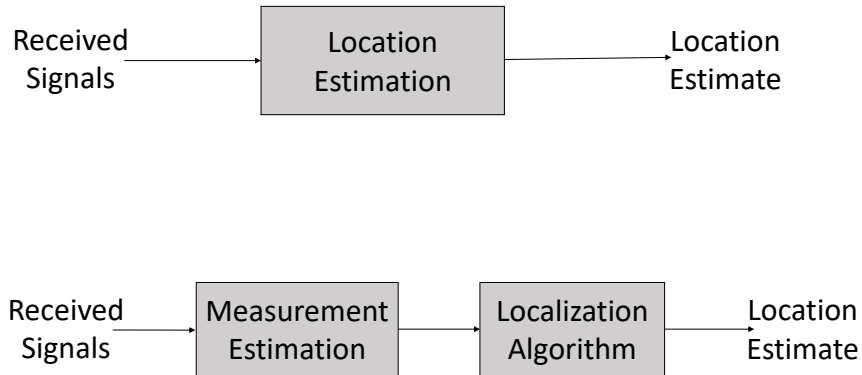 Received
Signals
Location
Estimation
Location
Estimate
Received
Signals
Measurement
Estimation
Localization
Algorithm
Location
Estimate